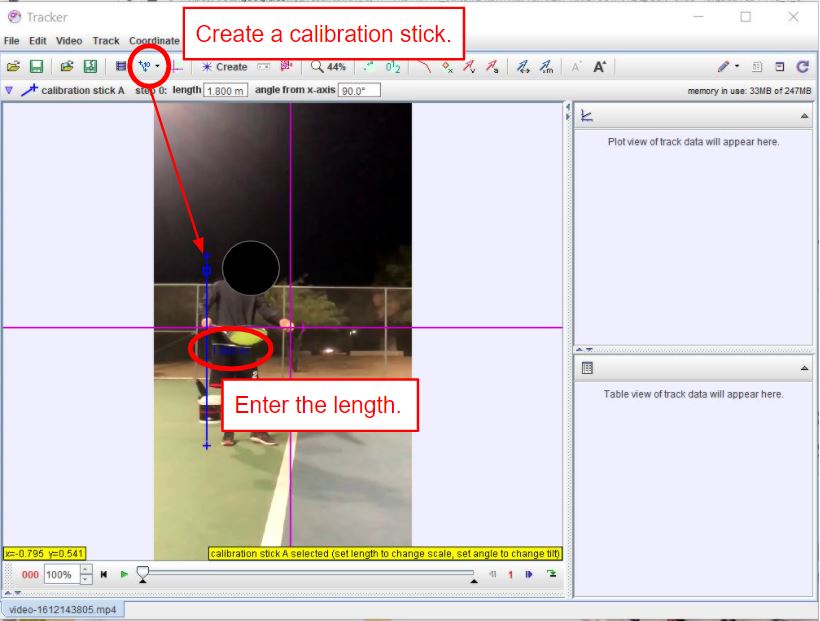 Tracker
File Edit Video Track Coordinate
Create a calibration stick.
Create 44%
calibration stick A step 0: length 1.800 m angle from x-axis 90.0°
memory in use: 33MB of 247MB
Plot view of track data will appear here.
Enter the length.
Table view of track data will appear here.
x=-0.795 y=0.541
calibration stick A selected (set length to change scale, set angle to change tilt)
000 100% 1
video-1612143805.mp4